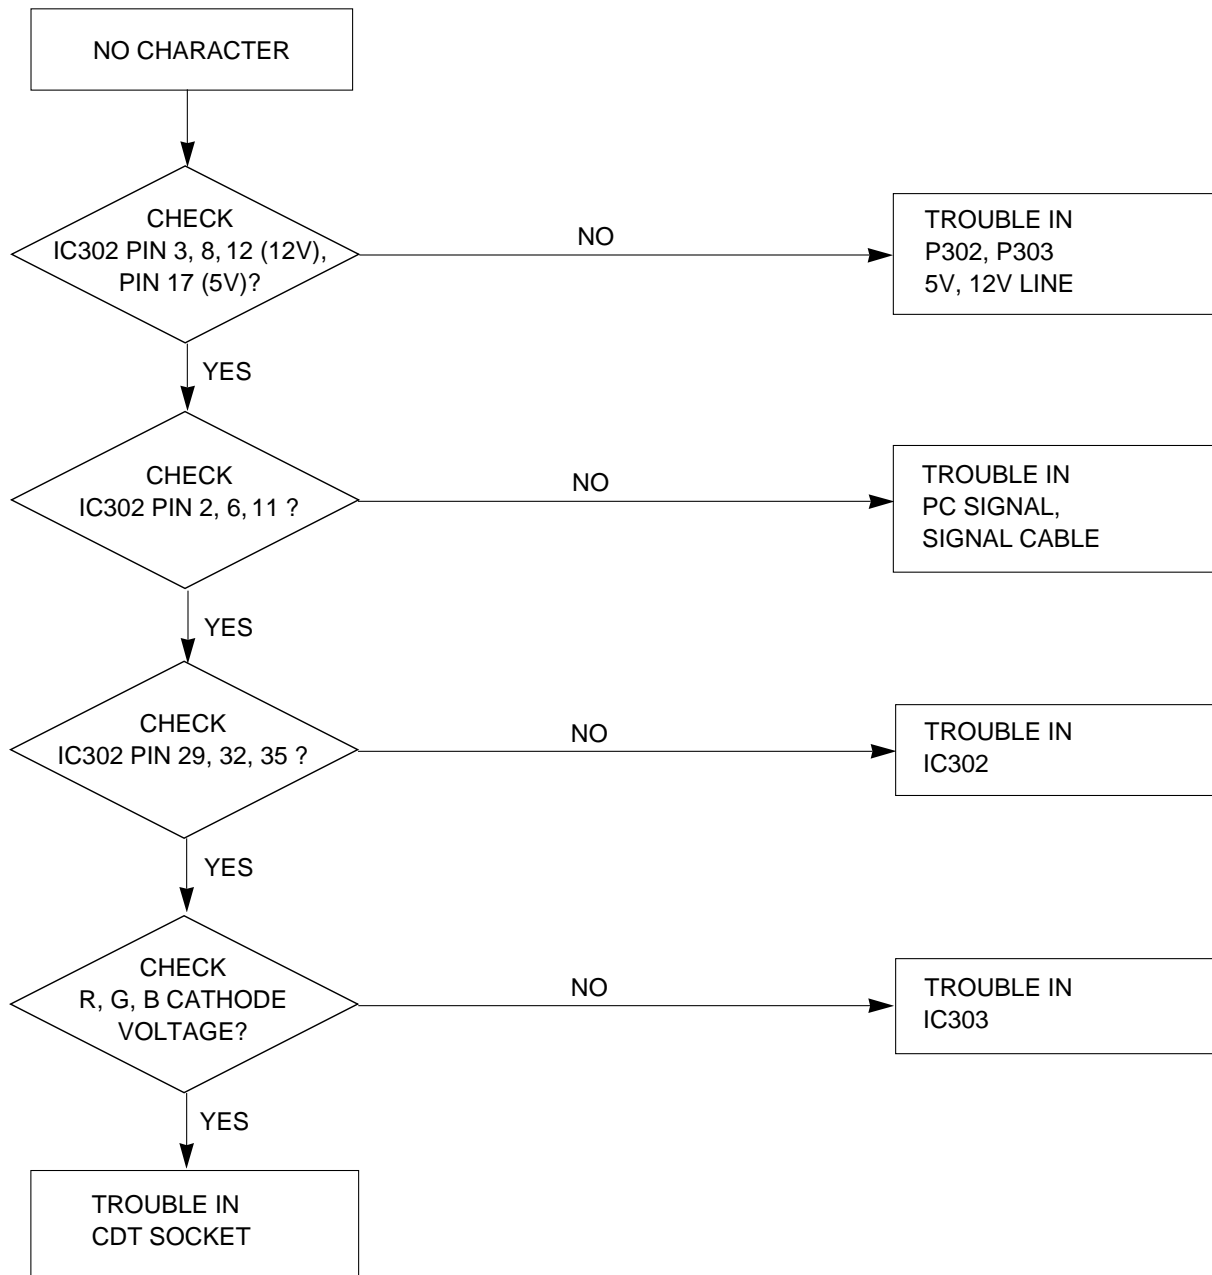 NO CHARACTER
CHECK
IC302 PIN 3, 8, 12 (12V),
PIN 17 (5V)?
NO
TROUBLE IN
P302, P303
5V, 12V LINE
YES
CHECK
IC302 PIN 2, 6, 11 ?
NO
TROUBLE IN
PC SIGNAL,
SIGNAL CABLE
YES
CHECK
IC302 PIN 29, 32, 35 ?
NO
TROUBLE IN
IC302
YES
CHECK
R, G, B CATHODE
VOLTAGE?
NO
TROUBLE IN
IC303
YES
TROUBLE IN
CDT SOCKET